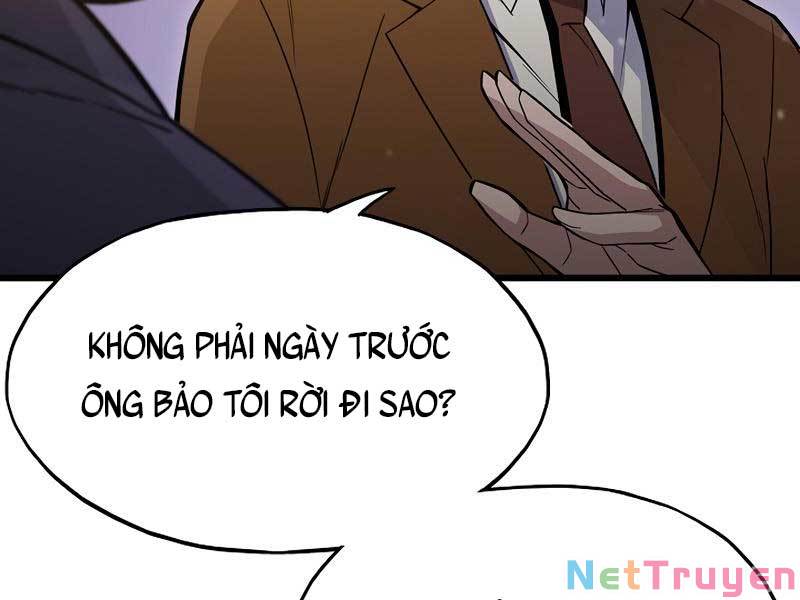 KHÔNG PHẢI NGÀY TRƯỚC
ÔNG BẢO TÔI RỜI ĐI SAO?
NetTruyen